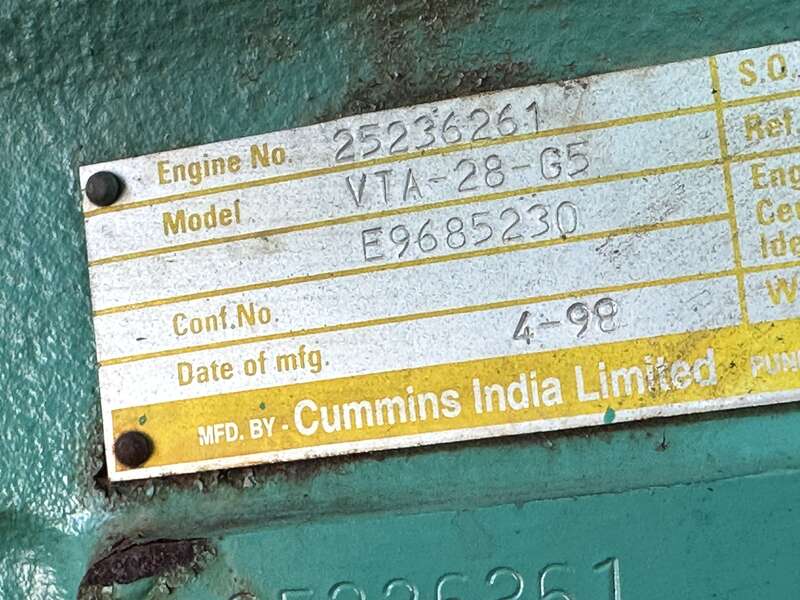 Engine No. 25236261
Model VTA-28-G5
E9685230
Conf.No.
Date of mfg. 4-98
MFD. BY - Cummins India Limited
S.O.
Ref.
25236261